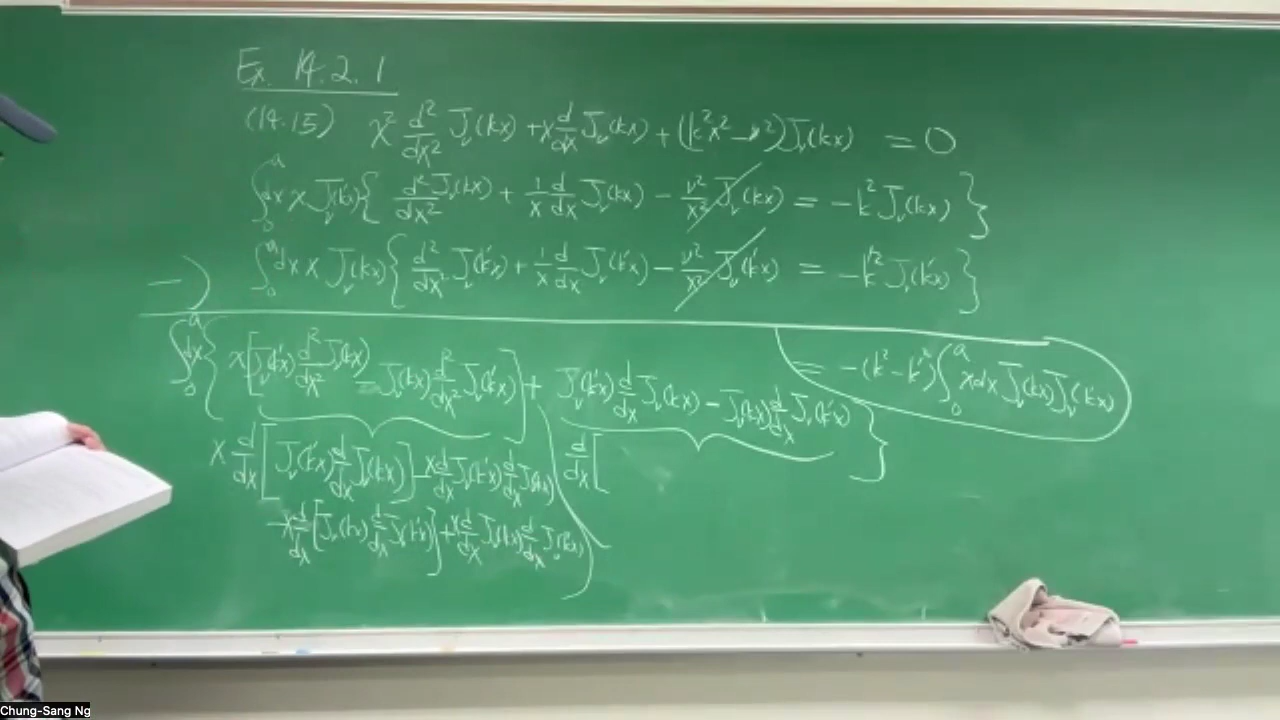 Ex. 14.2.1
(14.15) x² d²/dx² J_ν(kx) + x d/dx J_ν(kx) + (k²x² − ν²) J_ν(kx) = 0
∫₀ᵃ dx x J_ν(k'x) { d²/dx² J_ν(kx) + 1/x d/dx J_ν(kx) − ν²/x² J_ν(kx) = −k² J_ν(kx) }
−) ∫₀ᵃ dx x J_ν(kx) { d²/dx² J_ν(k'x) + 1/x d/dx J_ν(k'x) − ν²/x² J_ν(k'x) = −k'² J_ν(k'x) }
∫₀ᵃ dx { x [ J_ν(k'x) d²/dx² J_ν(kx) − J_ν(kx) d²/dx² J_ν(k'x) ] + J_ν(k'x) d/dx J_ν(kx) − J_ν(kx) d/dx J_ν(k'x) } = −(k² − k'²) ∫₀ᵃ x dx J_ν(kx) J_ν(k'x)
x d/dx [ J_ν(k'x) d/dx J_ν(kx) ] − x d/dx J_ν(k'x) d/dx J_ν(kx) d/dx [
− x d/dx [ J_ν(kx) d/dx J_ν(k'x) ] + x d/dx J_ν(kx) d/dx J_ν(k'x)
Chung-Sang Ng